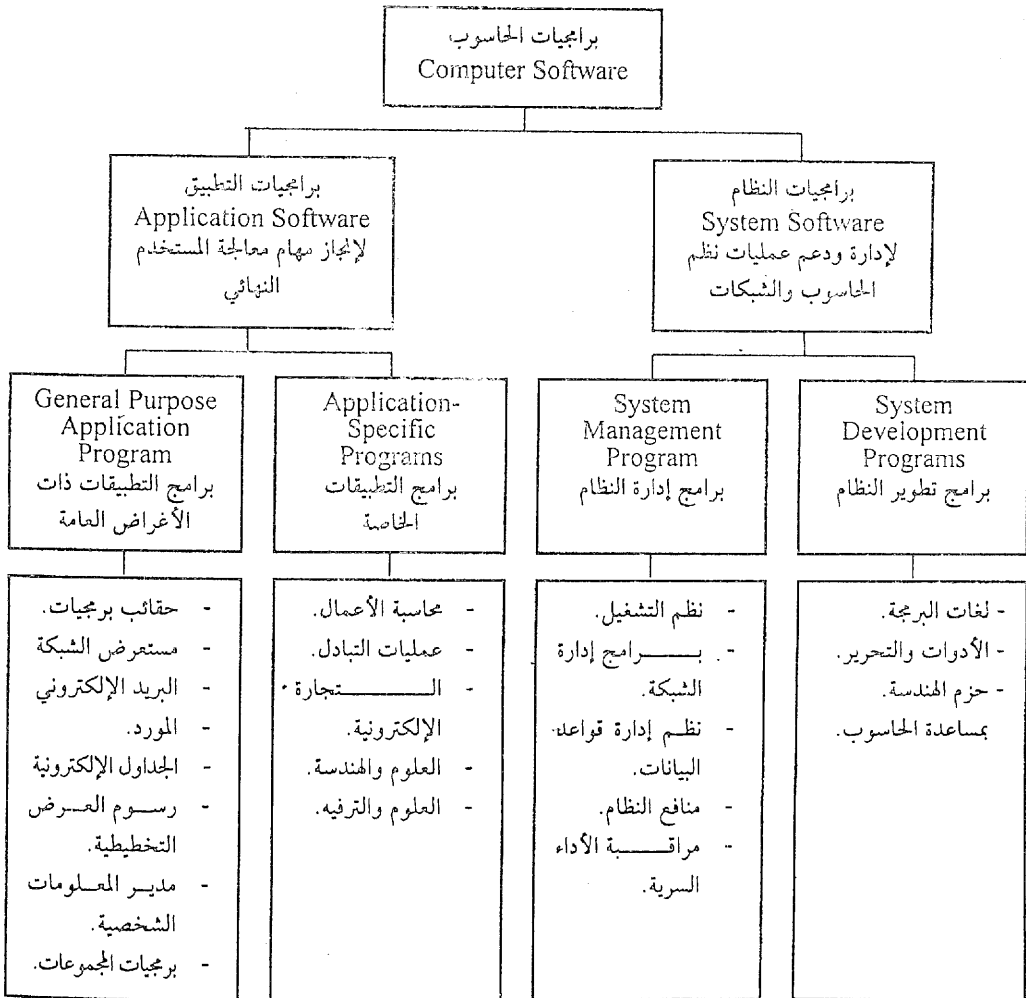 برامجيات الحاسوب
Computer Software
برامجيات التطبيق
Application Software
لإنجاز مهام معالجة المستخدم
النهائي
برامجيات النظام
System Software
لإدارة ودعم عمليات نظم
الحاسوب والشبكات
General Purpose
Application
Program
برامج التطبيقات ذات
الأغراض العامة
Application-
Specific
Programs
برامج التطبيقات
الخاصة
System
Management
Program
برامج إدارة النظام
System
Development
Programs
برامج تطوير النظام
- حقائب برمجيات.
- مستعرض الشبكة
- البريد الإلكتروني
- المورد.
- الجداول الإلكترونية
- رسوم العرض
التخطيطية.
- مدير المعلومات
الشخصية.
- برمجيات المجموعات.
- محاسبة الأعمال.
- عمليات التبادل.
- التجارة
الإلكترونية.
- العلوم والهندسة.
- العلوم والترفيه.
- نظم التشغيل.
- برامج إدارة
الشبكة.
- نظم إدارة قواعد
البيانات.
- منافع النظام.
- مراقبة الأداء
السرية.
- لغات البرمجة.
- الأدوات والتحرير.
- حزم الهندسة.
بمساعدة الحاسوب.